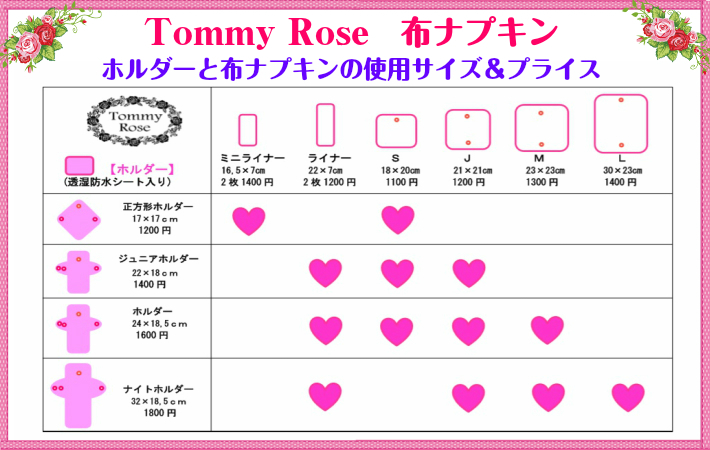 Tommy Rose 布ナプキン
ホルダーと布ナプキンの使用サイズ＆プライス
Tommy
Rose
【ホルダー】
(透湿防水シート入り)
ミニライナー
16,5×7㎝
2枚1400円
ライナー
22×7㎝
2枚1200円
S
18×20㎝
1100円
J
21×21㎝
1200円
M
23×23㎝
1300円
L
30×23㎝
1400円
正方形ホルダー
17×17ｃｍ
1200円
ジュニアホルダー
22×18ｃｍ
1400円
ホルダー
24×18,5ｃｍ
1600円
ナイトホルダー
32×18,5ｃｍ
1800円